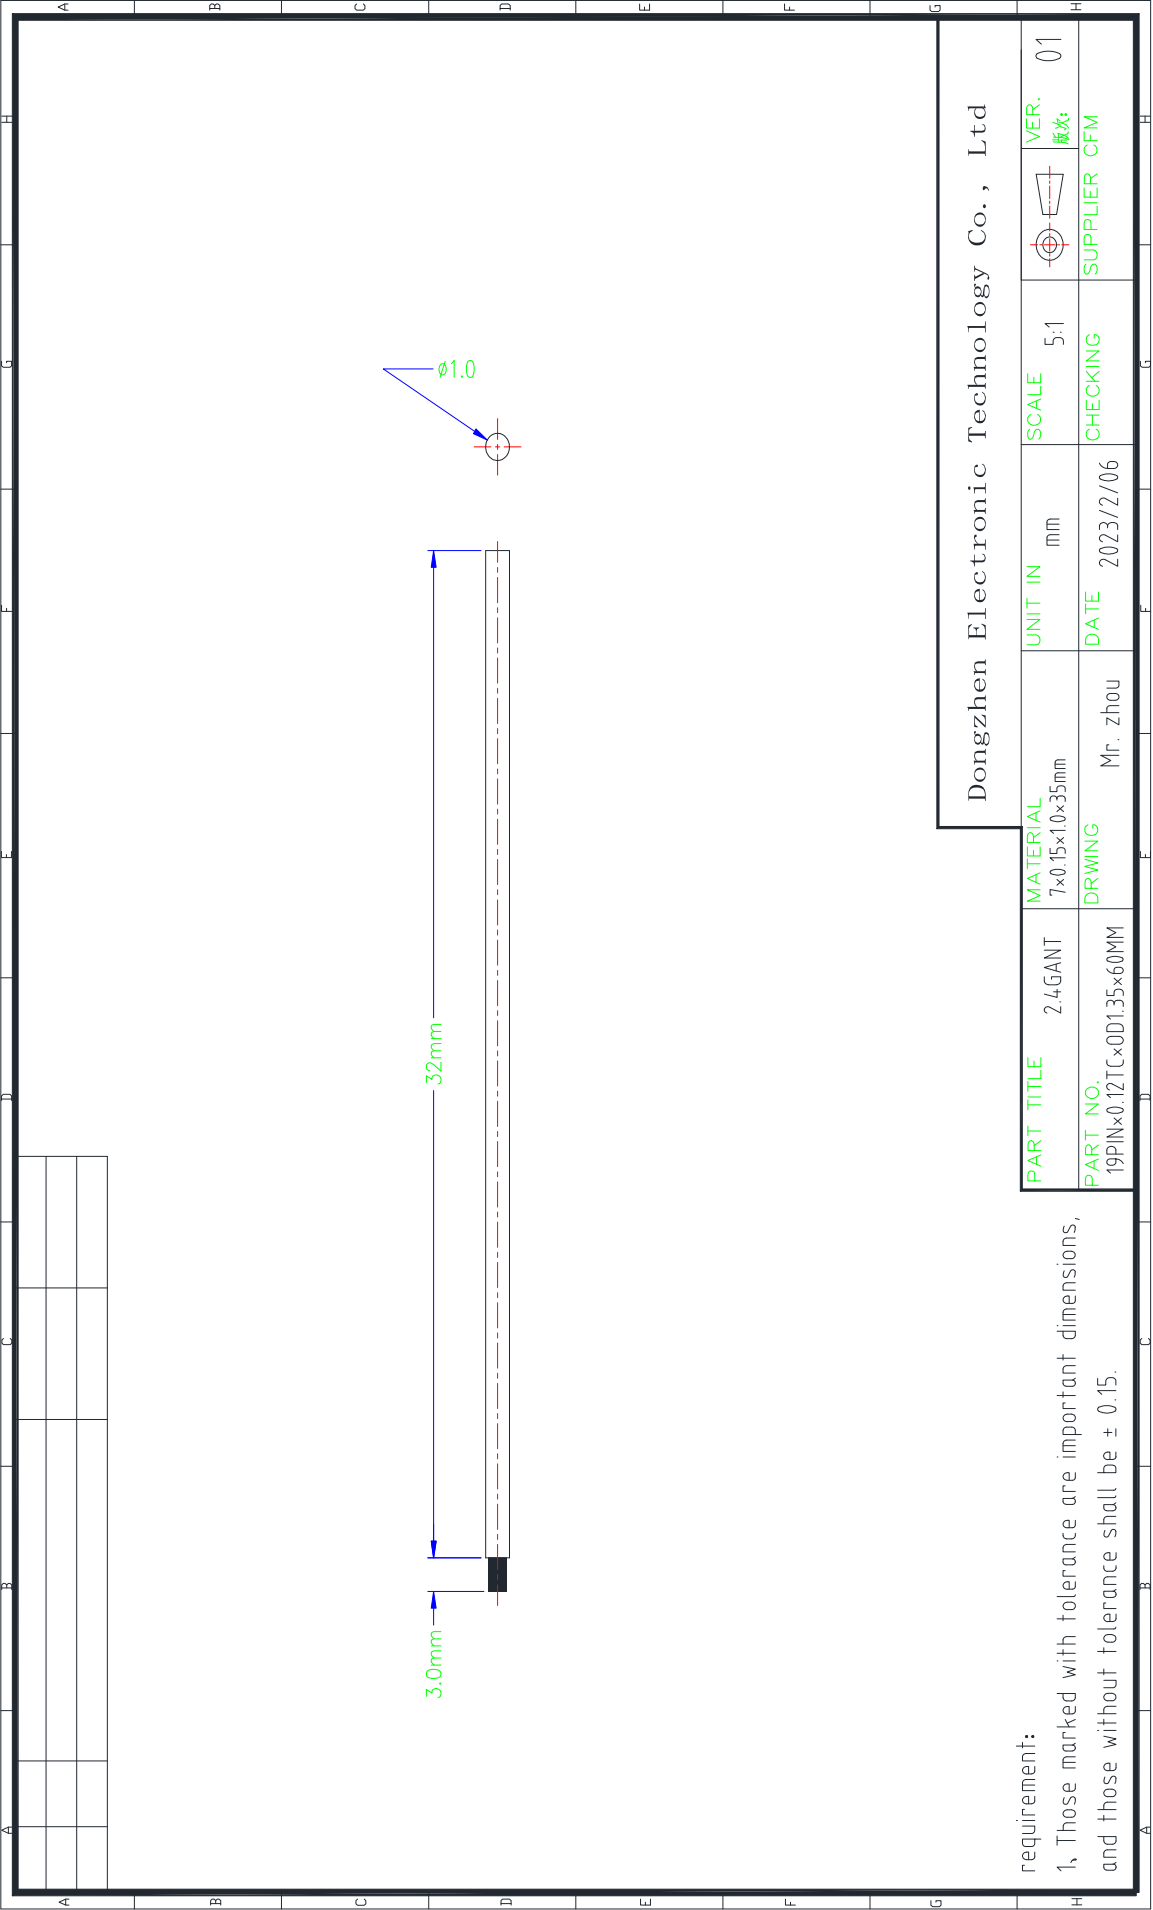 A
B
C
D
E
F
G
H
A
B
C
D
E
F
G
H
A
B
C
D
E
F
G
H
A
B
C
D
E
F
G
H
3.0mm
32mm
ø1.0
Dongzhen Electronic Technology Co., Ltd
PART TITLE
2.4GANT
MATERIAL
7×0.15×1.0×35mm
UNIT IN
mm
SCALE
5:1
VER.
版次:
01
PART NO.
19PIN×0.12TC×OD1.35×60MM
DRWING
Mr. zhou
DATE
2023/2/06
CHECKING
SUPPLIER CFM
requirement:
1、Those marked with tolerance are important dimensions,
and those without tolerance shall be ± 0.15.